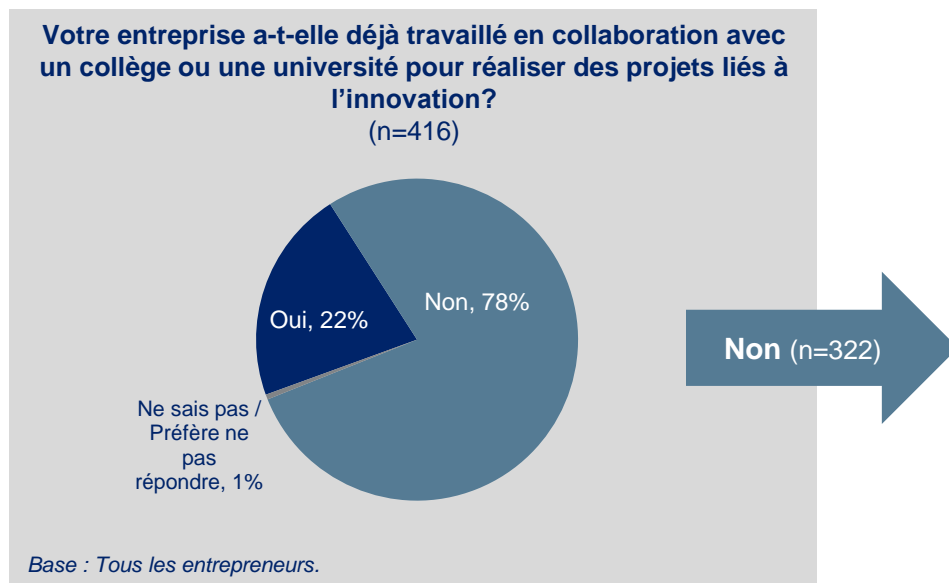 Votre entreprise a-t-elle déjà travaillé en collaboration avec
un collège ou une université pour réaliser des projets liés à
l’innovation?
(n=416)
Non, 78%
Oui, 22%
Non (n=322)
Ne sais pas /
Préfère ne
pas
répondre, 1%
Base : Tous les entrepreneurs.